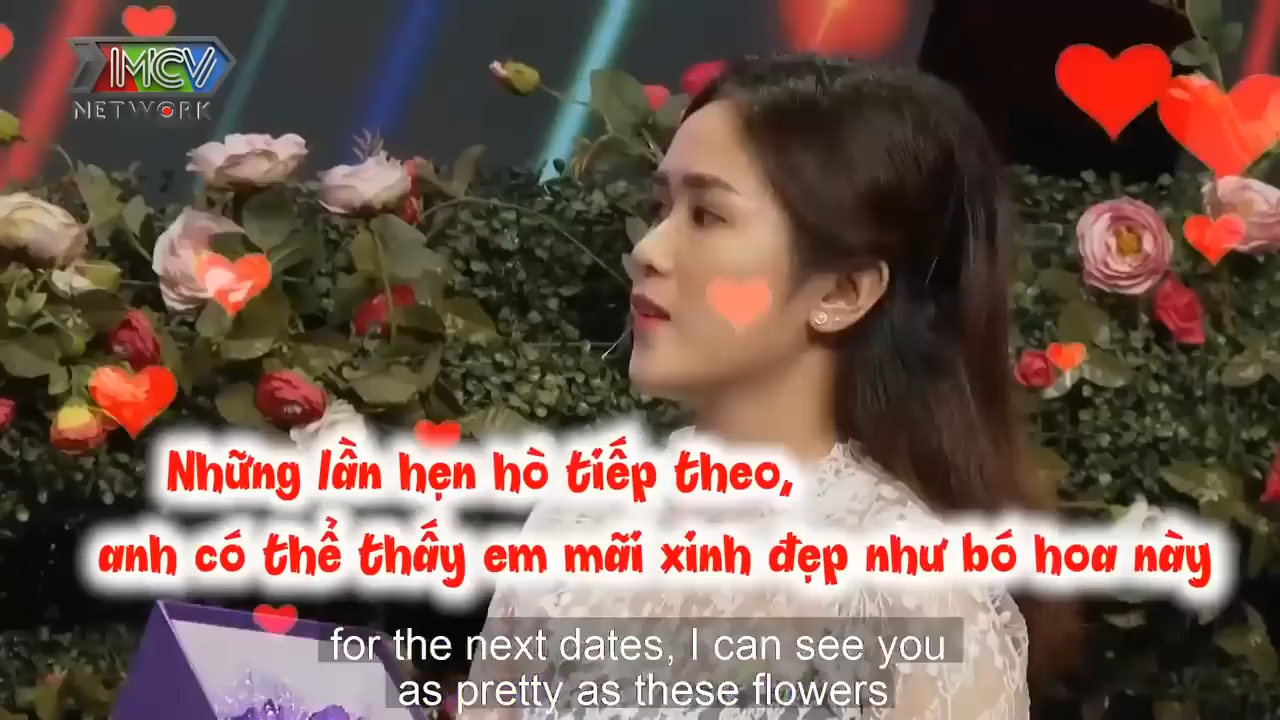 MCV
NETWORK
Những lần hẹn hò tiếp theo,
anh có thể thấy em mãi xinh đẹp như bó hoa này
for the next dates, I can see you
as pretty as these flowers